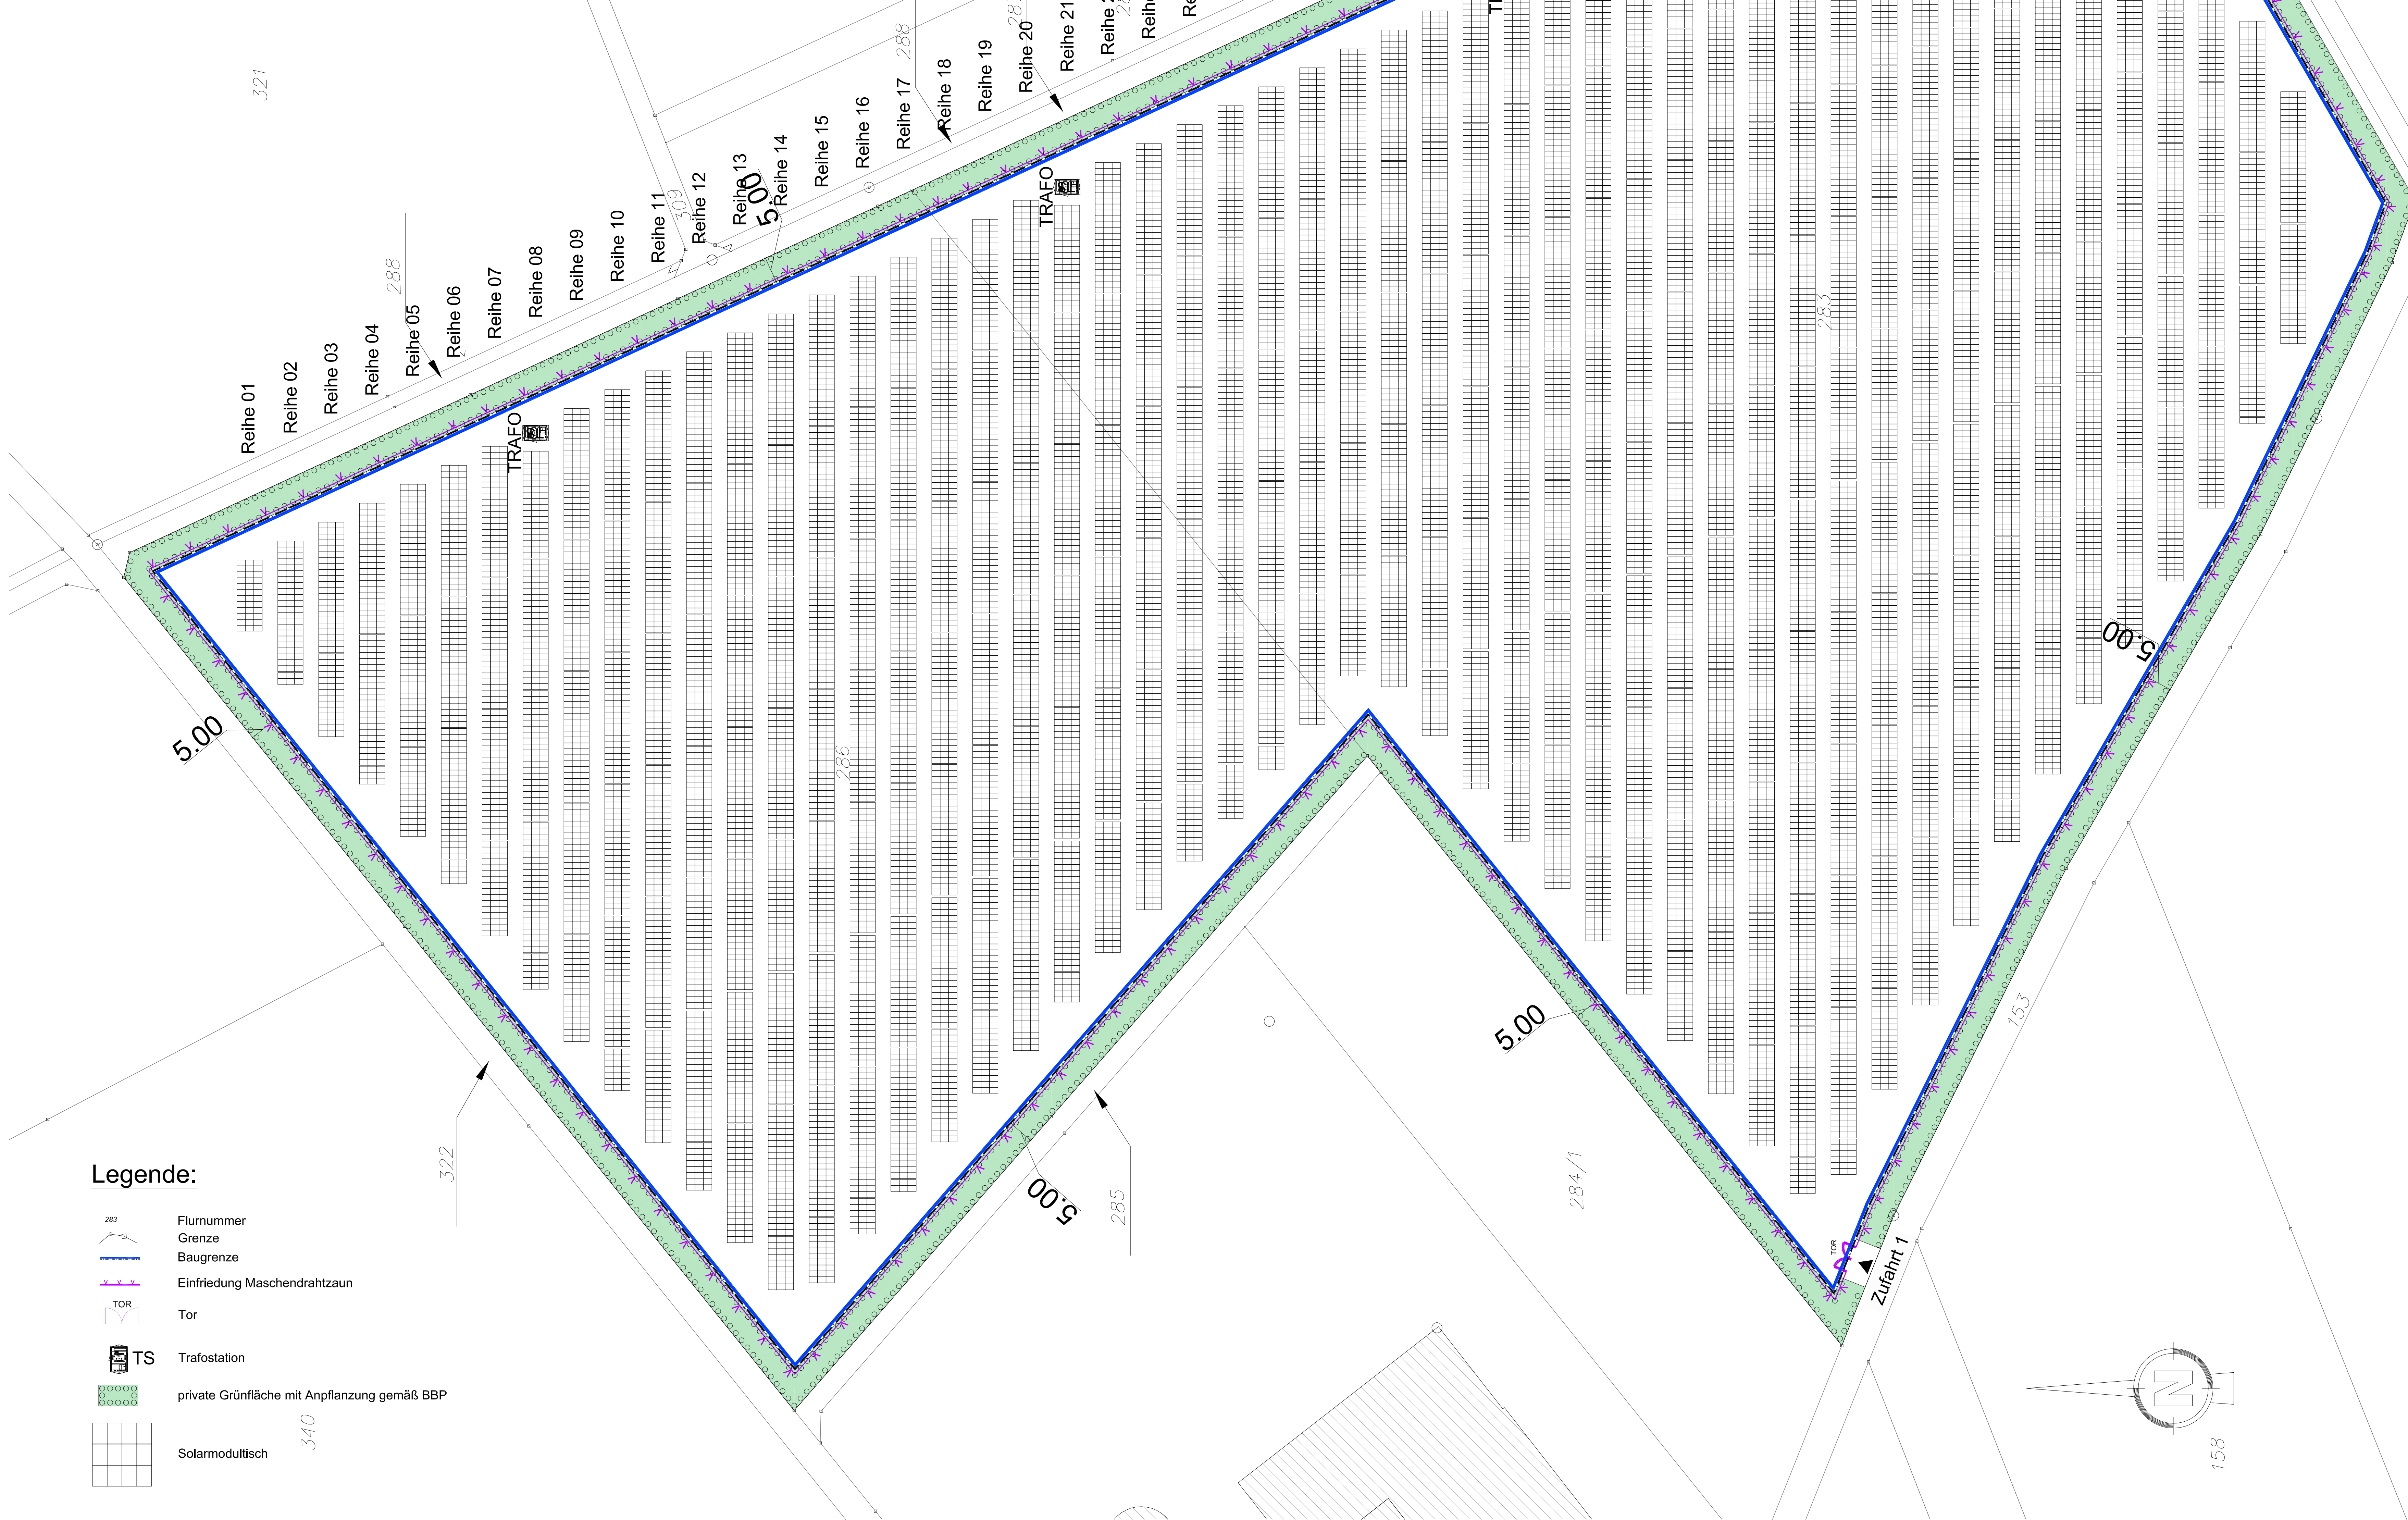 321
288
309
288
Reihe 01
Reihe 02
Reihe 03
Reihe 04
Reihe 05
Reihe 06
Reihe 07
Reihe 08
Reihe 09
Reihe 10
Reihe 11
Reihe 12
Reihe 13
Reihe 14
Reihe 15
Reihe 16
Reihe 17
Reihe 18
Reihe 19
Reihe 20
Reihe 21
5.00
TRAFO
TRAFO
283
286
5.00
5.00
5.00
5.00
322
285
284/1
153
TOR
Zufahrt 1
N
158
340
Legende:
283 Flurnummer
Grenze
Baugrenze
Einfriedung Maschendrahtzaun
TOR Tor
TS Trafostation
private Grünfläche mit Anpflanzung gemäß BBP
Solarmodultisch